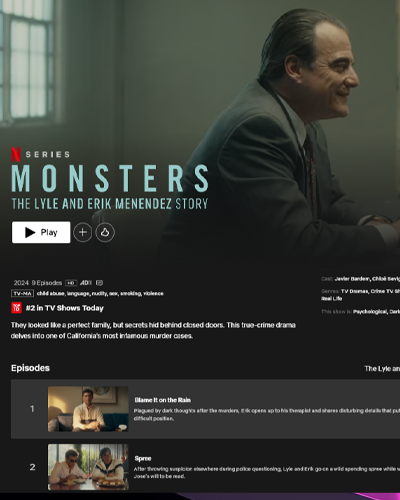 N SERIES
MONSTERS
THE LYLE AND ERIK MENENDEZ STORY
Play
2024 9 Episodes HD AD
TV-MA child abuse, language, nudity, sex, smoking, violence
TOP 10 #2 in TV Shows Today
They looked like a perfect family, but secrets hid behind closed doors. This true-crime drama
delves into one of California's most infamous murder cases.
Cast: Javier Bardem, Chloë Sevig
Genres: TV Dramas, Crime TV Sh
Real Life
This show is: Psychological, Dark
Episodes
The Lyle an
1
Blame It on the Rain
Plagued by dark thoughts after the murders, Erik opens up to his therapist and shares disturbing details that put
difficult position.
2
Spree
After throwing suspicion elsewhere during police questioning, Lyle and Erik go on a wild spending spree while w
Jose's will to be read.